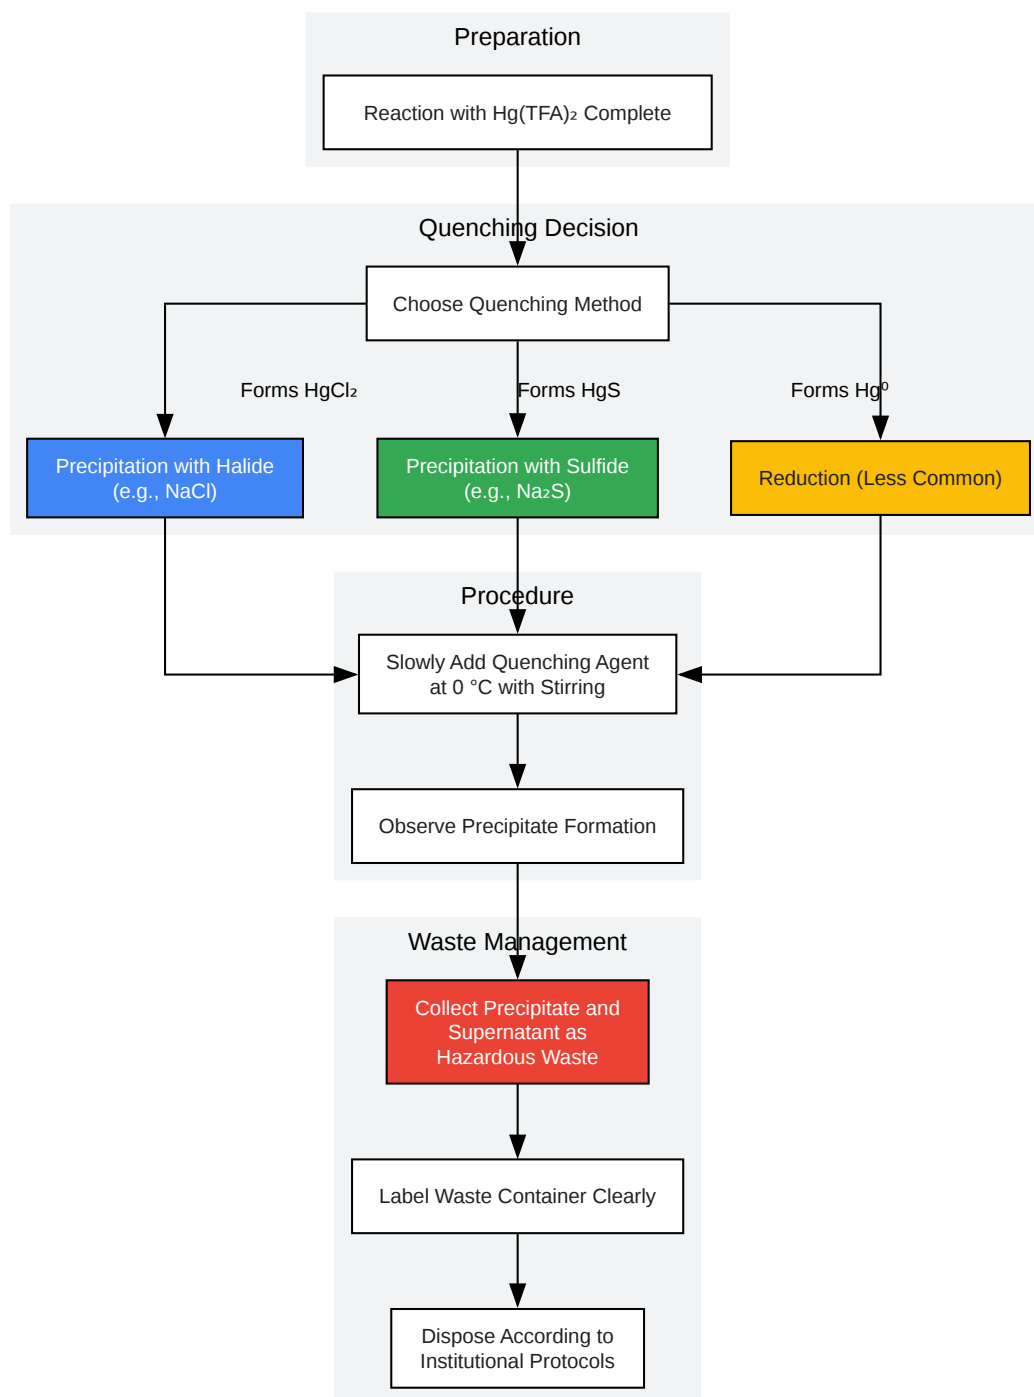 Preparation
Reaction with Hg(TFA)₂ Complete
Quenching Decision
Choose Quenching Method
Forms HgCl₂
Forms HgS
Forms Hg⁰
Precipitation with Halide
(e.g., NaCl)
Precipitation with Sulfide
(e.g., Na₂S)
Reduction (Less Common)
Procedure
Slowly Add Quenching Agent
at 0 °C with Stirring
Observe Precipitate Formation
Waste Management
Collect Precipitate and
Supernatant as
Hazardous Waste
Label Waste Container Clearly
Dispose According to
Institutional Protocols